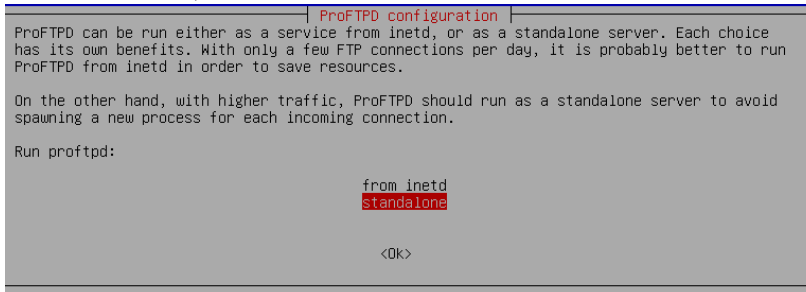 ProFTPD configuration
ProFTPD can be run either as a service from inetd, or as a standalone server. Each choice
has its own benefits. With only a few FTP connections per day, it is probably better to run
ProFTPD from inetd in order to save resources.
On the other hand, with higher traffic, ProFTPD should run as a standalone server to avoid
spawning a new process for each incoming connection.
Run proftpd:
from inetd
standalone
<Ok>